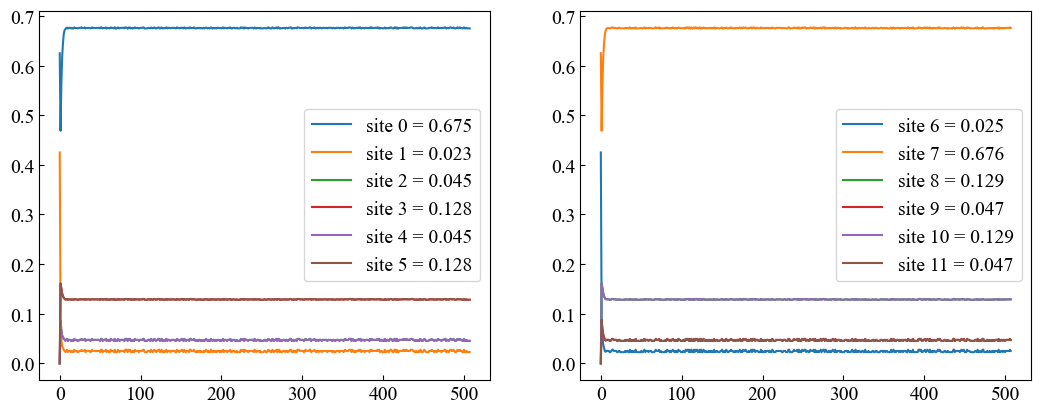 0.7
0.6
0.5
0.4
0.3
0.2
0.1
0.0
0 100 200 300 400 500
site 0 = 0.675
site 1 = 0.023
site 2 = 0.045
site 3 = 0.128
site 4 = 0.045
site 5 = 0.128
0.7
0.6
0.5
0.4
0.3
0.2
0.1
0.0
0 100 200 300 400 500
site 6 = 0.025
site 7 = 0.676
site 8 = 0.129
site 9 = 0.047
site 10 = 0.129
site 11 = 0.047